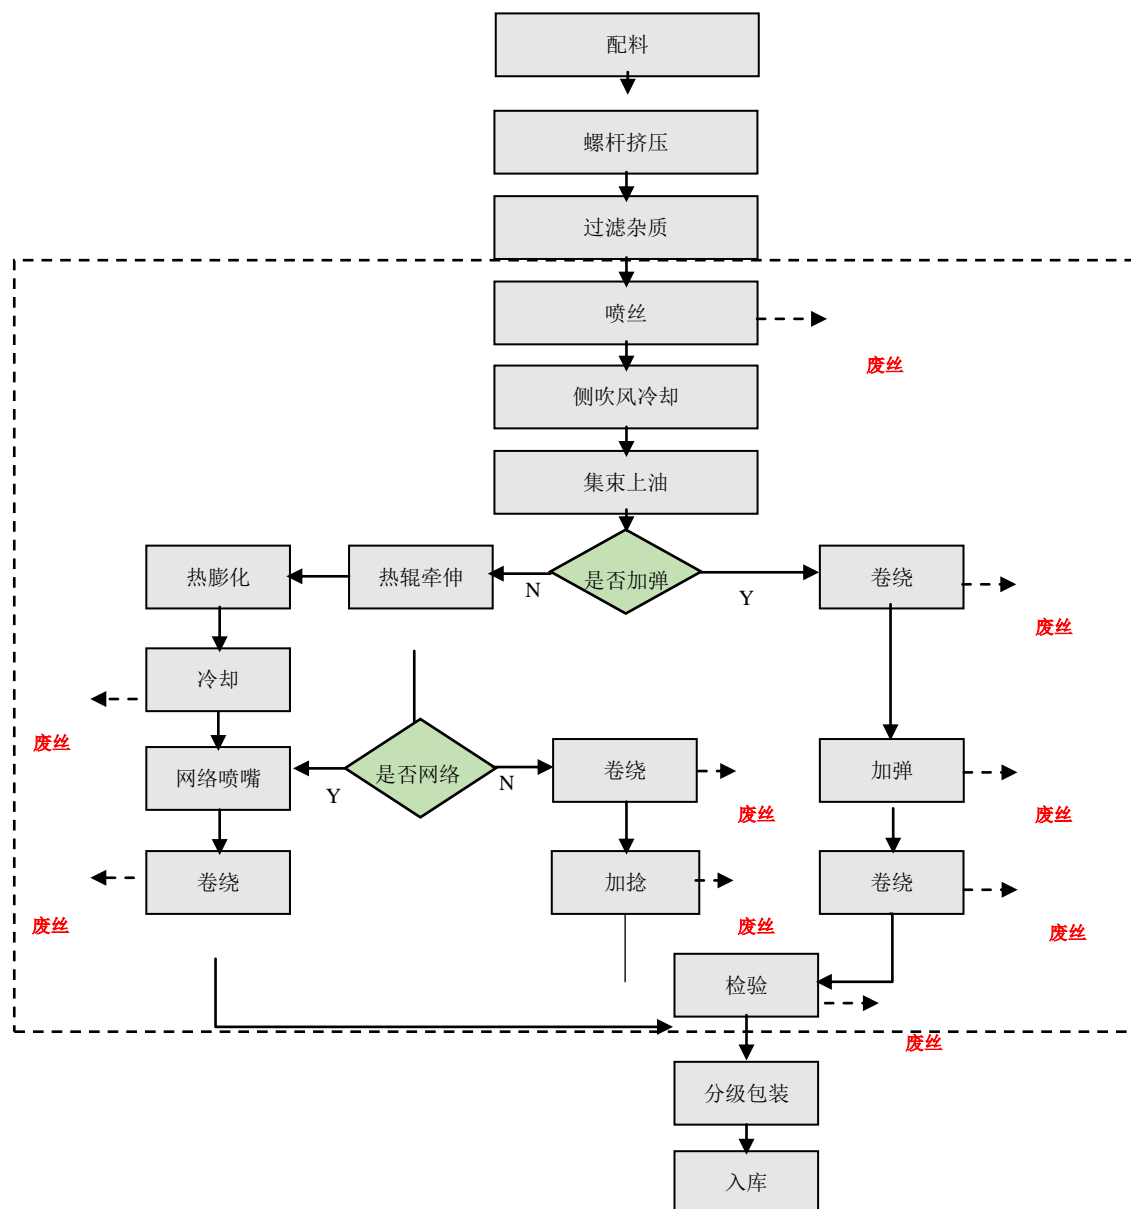 配料
螺杆挤压
过滤杂质
喷丝
废丝
侧吹风冷却
集束上油
热膨化
热辊牵伸
是否加弹
卷绕
N
Y
废丝
冷却
废丝
网络喷嘴
是否网络
卷绕
加弹
Y
N
废丝
废丝
卷绕
加捻
卷绕
废丝
废丝
废丝
检验
废丝
分级包装
入库